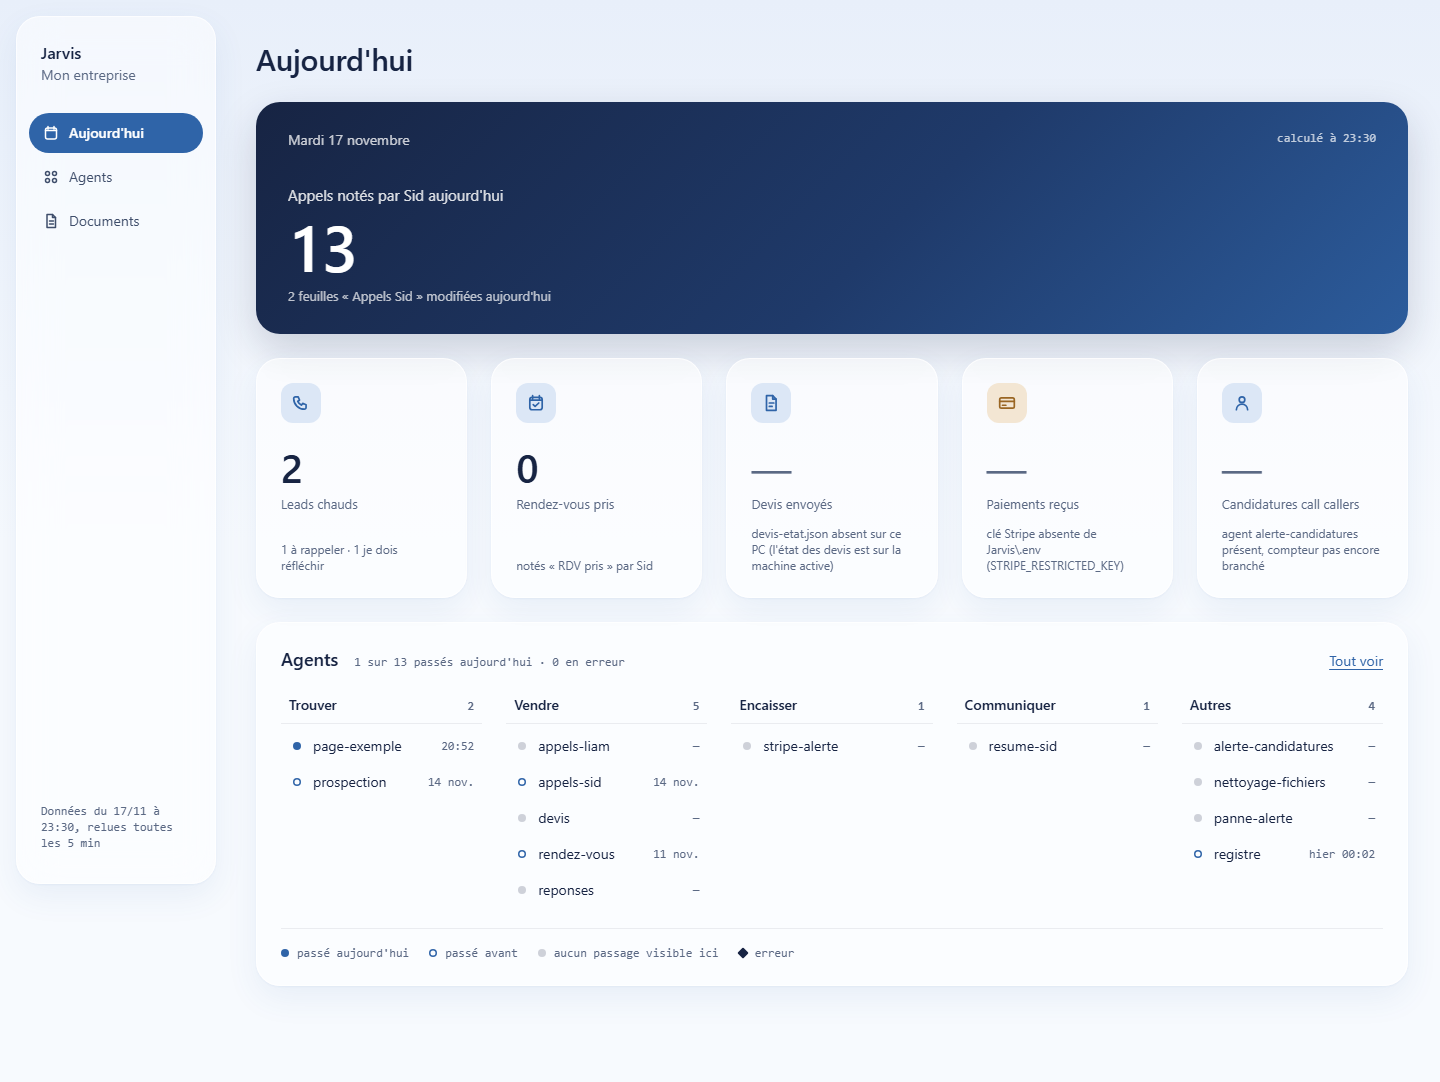 Jarvis
Mon entreprise
Aujourd'hui
Agents
Documents
Données du 17/11 à
23:30, relues toutes
les 5 min
Aujourd'hui
Mardi 17 novembre
calculé à 23:30
Appels notés par Sid aujourd'hui
13
2 feuilles « Appels Sid » modifiées aujourd'hui
2
Leads chauds
1 à rappeler · 1 je dois
réfléchir
0
Rendez-vous pris
notés « RDV pris » par Sid
—
Devis envoyés
devis-etat.json absent sur ce
PC (l'état des devis est sur la
machine active)
—
Paiements reçus
clé Stripe absente de
Jarvis\.env
(STRIPE_RESTRICTED_KEY)
—
Candidatures call callers
agent alerte-candidatures
présent, compteur pas encore
branché
Agents 1 sur 13 passés aujourd'hui · 0 en erreur
Tout voir
Trouver 2
page-exemple 20:52
prospection 14 nov.
Vendre 5
appels-liam –
appels-sid 14 nov.
devis –
rendez-vous 11 nov.
reponses –
Encaisser 1
stripe-alerte –
Communiquer 1
resume-sid –
Autres 4
alerte-candidatures –
nettoyage-fichiers –
panne-alerte –
registre hier 00:02
passé aujourd'hui passé avant aucun passage visible ici erreur